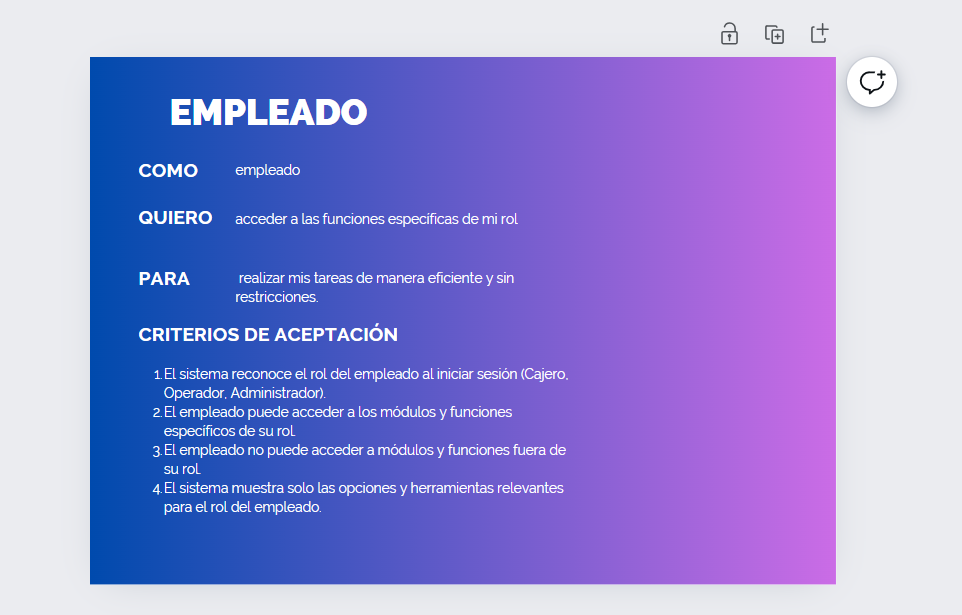 EMPLEADO
COMO empleado
QUIERO acceder a las funciones especificas de mi rol
PARA realizar mis tareas de manera eficiente y sin
restricciones.
CRITERIOS DE ACEPTACIÓN
1. El sistema reconoce el rol del empleado al iniciar sesión (Cajero,
Operador, Administrador).
2. El empleado puede acceder a los módulos y funciones
específicos de su rol.
3. El empleado no puede acceder a módulos y funciones fuera de
su rol.
4. El sistema muestra solo las opciones y herramientas relevantes
para el rol del empleado.